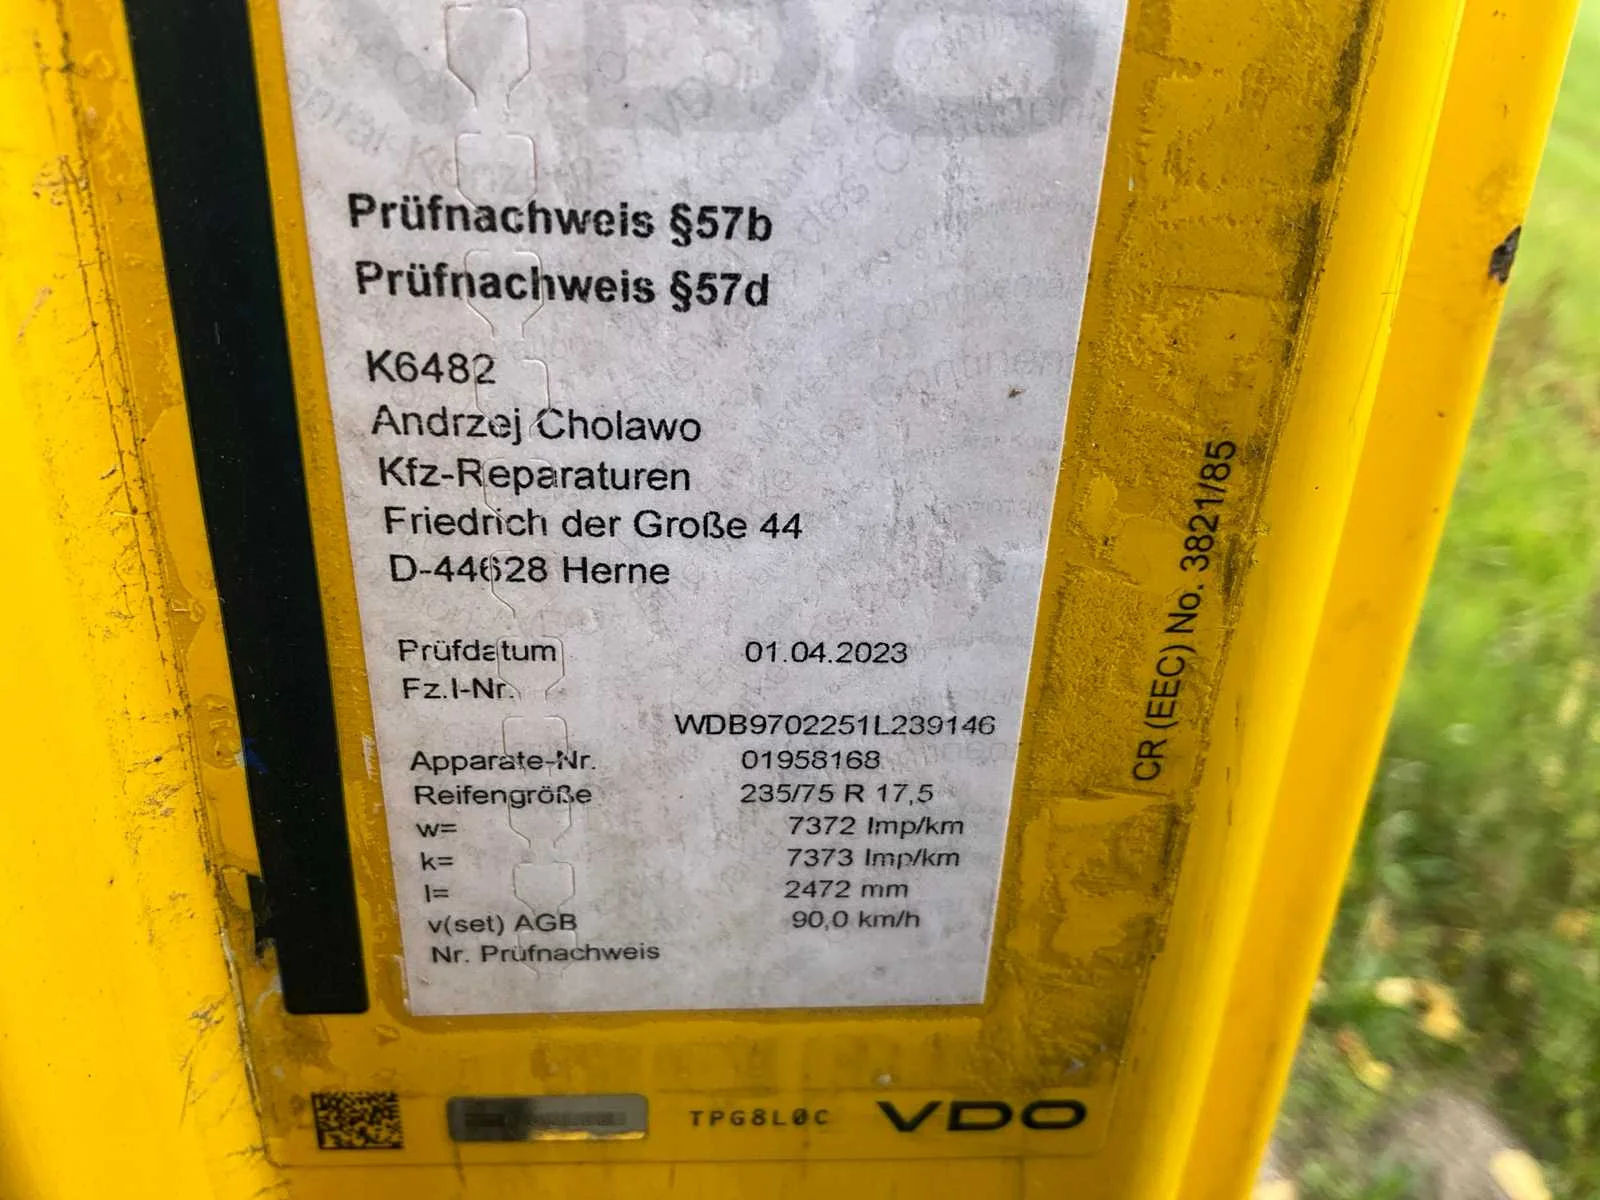 VDO
Prüfnachweis §57b
Prüfnachweis §57d
K6482
Andrzej Cholawo
Kfz-Reparaturen
Friedrich der Große 44
D-44628 Herne
Prüfdatum 01.04.2023
Fz.I-Nr.
WDB9702251L239146
Apparate-Nr. 01958168
Reifengröße 235/75 R 17,5
w= 7372 Imp/km
k= 7373 Imp/km
l= 2472 mm
v(set) AGB 90,0 km/h
Nr. Prüfnachweis
CR (EEC) No. 3821/85
TPG8L0C VDO